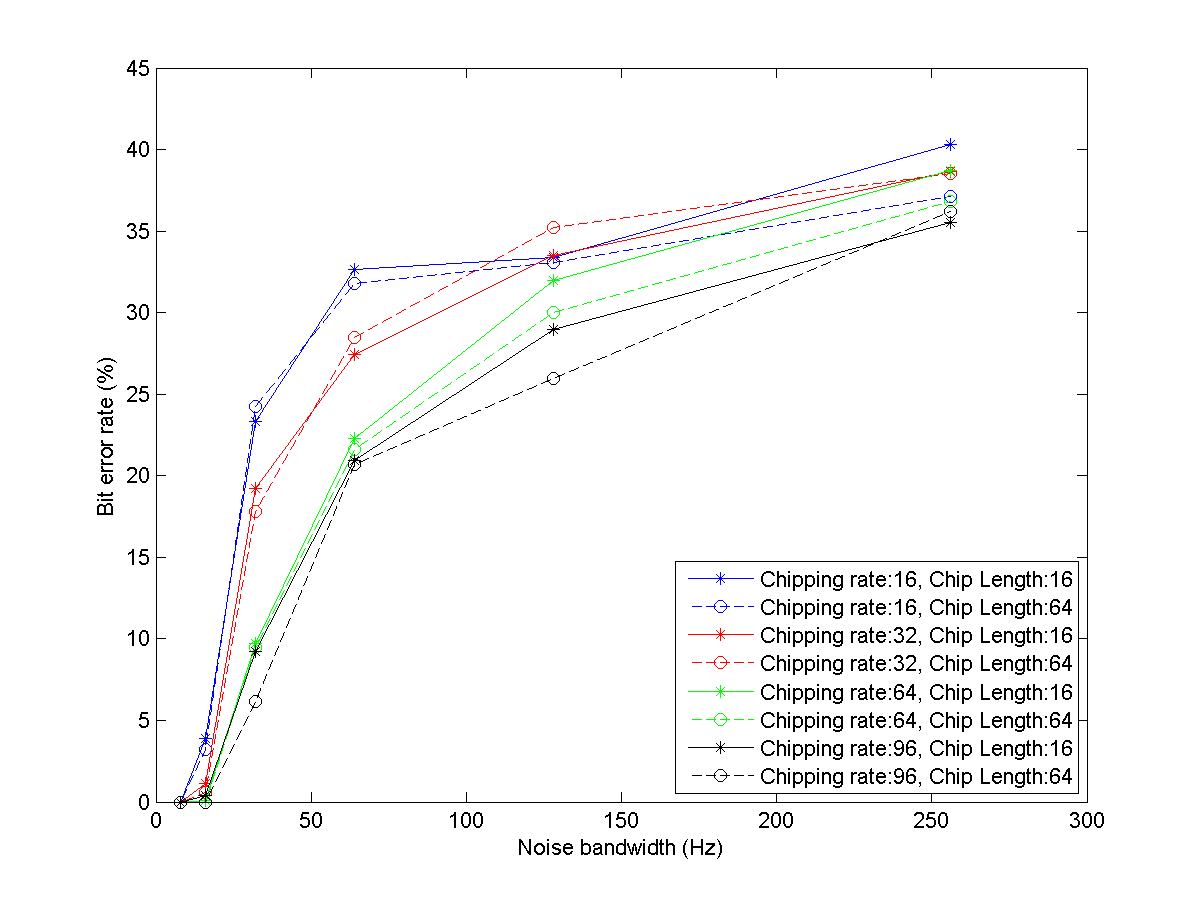 45
40
35
30
25
20
15
10
5
0
Bit error rate (%)
0 50 100 150 200 250 300
Noise bandwidth (Hz)
Chipping rate:16, Chip Length:16
Chipping rate:16, Chip Length:64
Chipping rate:32, Chip Length:16
Chipping rate:32, Chip Length:64
Chipping rate:64, Chip Length:16
Chipping rate:64, Chip Length:64
Chipping rate:96, Chip Length:16
Chipping rate:96, Chip Length:64